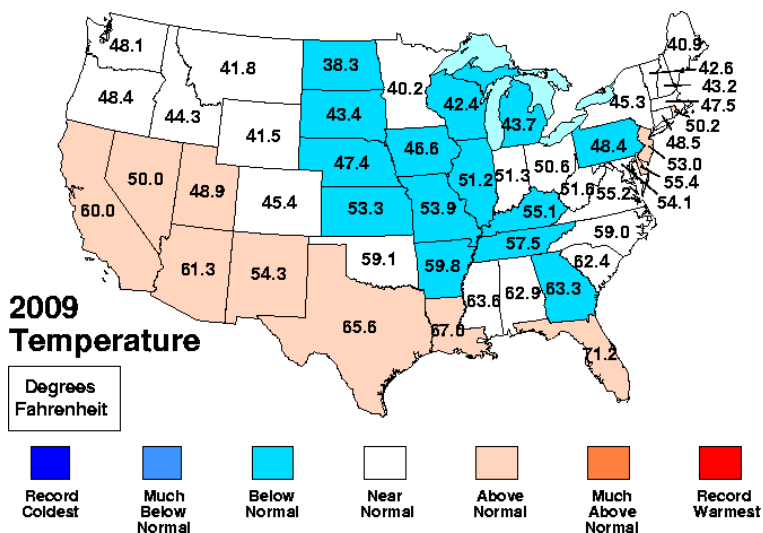 48.1
41.8
38.3
40.2
40.9
42.6
43.2
47.5
50.2
48.5
53.0
55.4
54.1
48.4
44.3
41.5
43.4
42.4
43.7
45.3
47.4
46.6
48.4
50.0
48.9
45.4
53.3
53.9
51.2
51.3
50.6
51.6
55.2
55.1
60.0
61.3
54.3
59.1
59.8
57.5
59.0
62.4
65.6
67.0
63.6
62.9
63.3
71.2
2009
Temperature
Degrees
Fahrenheit
Record
Coldest
Much
Below
Normal
Below
Normal
Near
Normal
Above
Normal
Much
Above
Normal
Record
Warmest